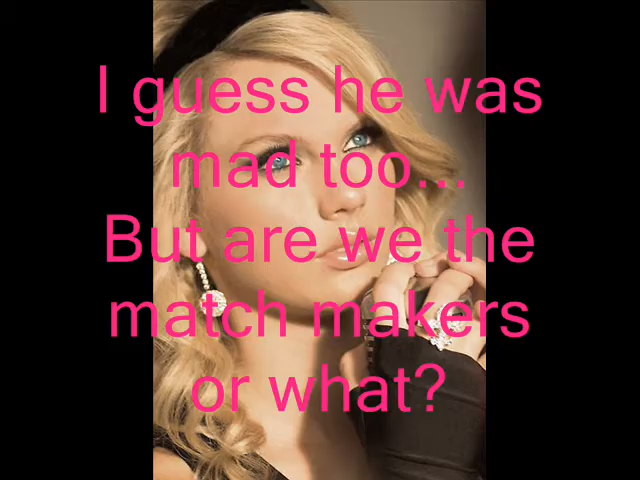 I guess he was
mad too...
But are we the
match makers
or what?